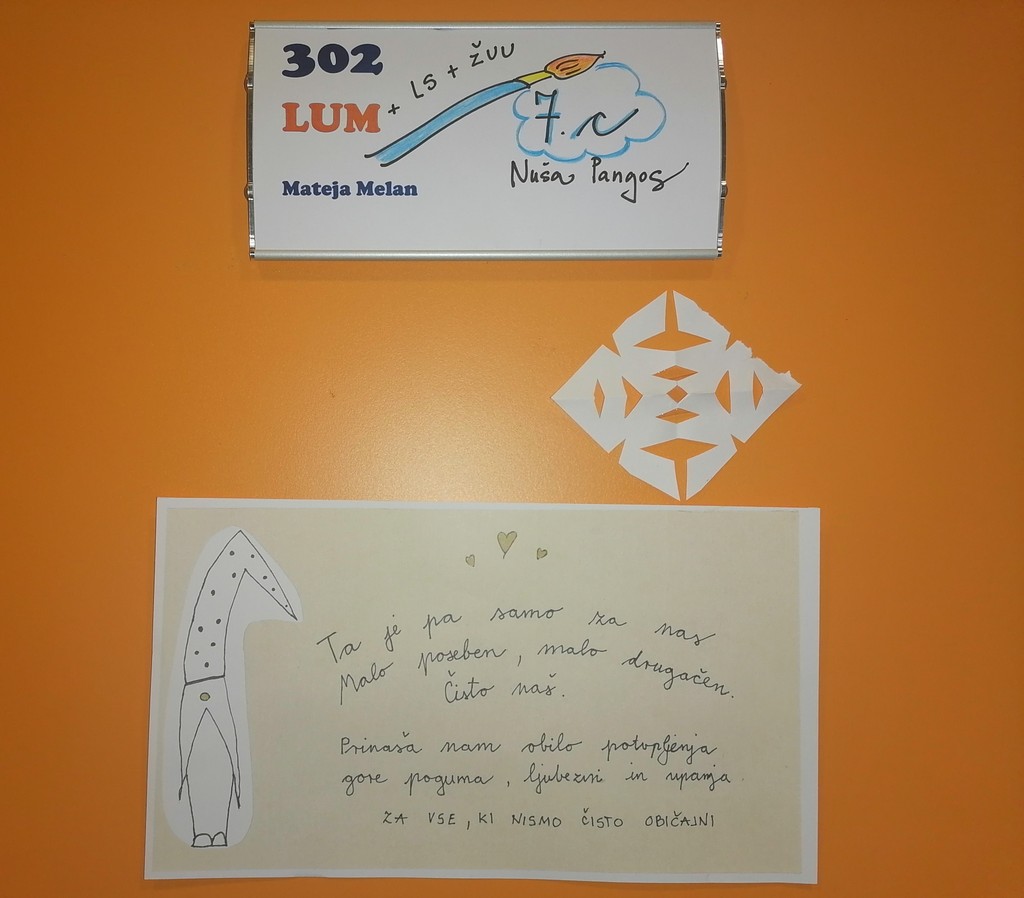 302
LUM + LS + ŽUU
7. c
Mateja Melan
Nuša Pangos
Ta je pa samo za nas
Malo poseben, malo drugačen.
Čisto naš.
Prinaša nam obilo potrpljenja
gore poguma, ljubezni in upanja
ZA VSE, KI NISMO ČISTO OBIČAJNI